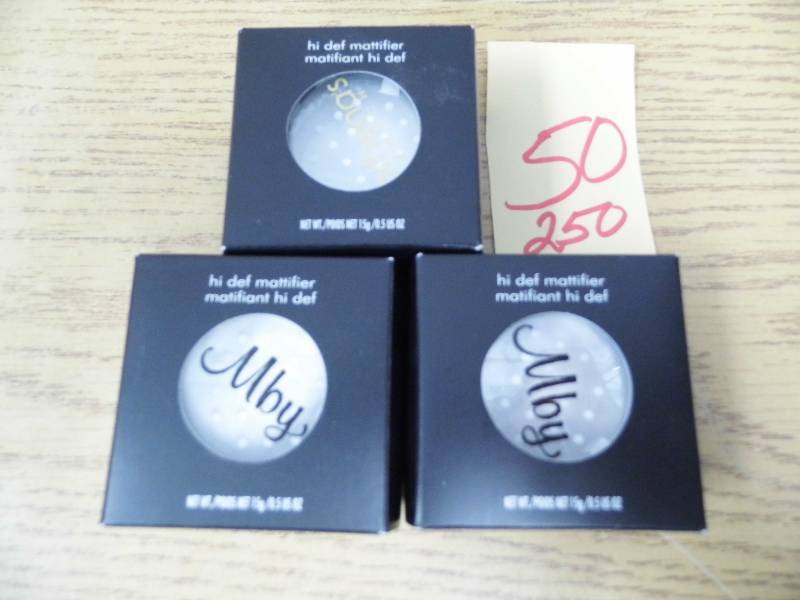 hi def mattifier
matifiant hi def
NET WT./POIDS NET 15g/0.5 US OZ
50
250
hi def mattifier
matifiant hi def
Mby
NET WT./POIDS NET 15g/0.5 US OZ
hi def mattifier
matifiant hi def
Mby
NET WT./POIDS NET 15g/0.5 US OZ